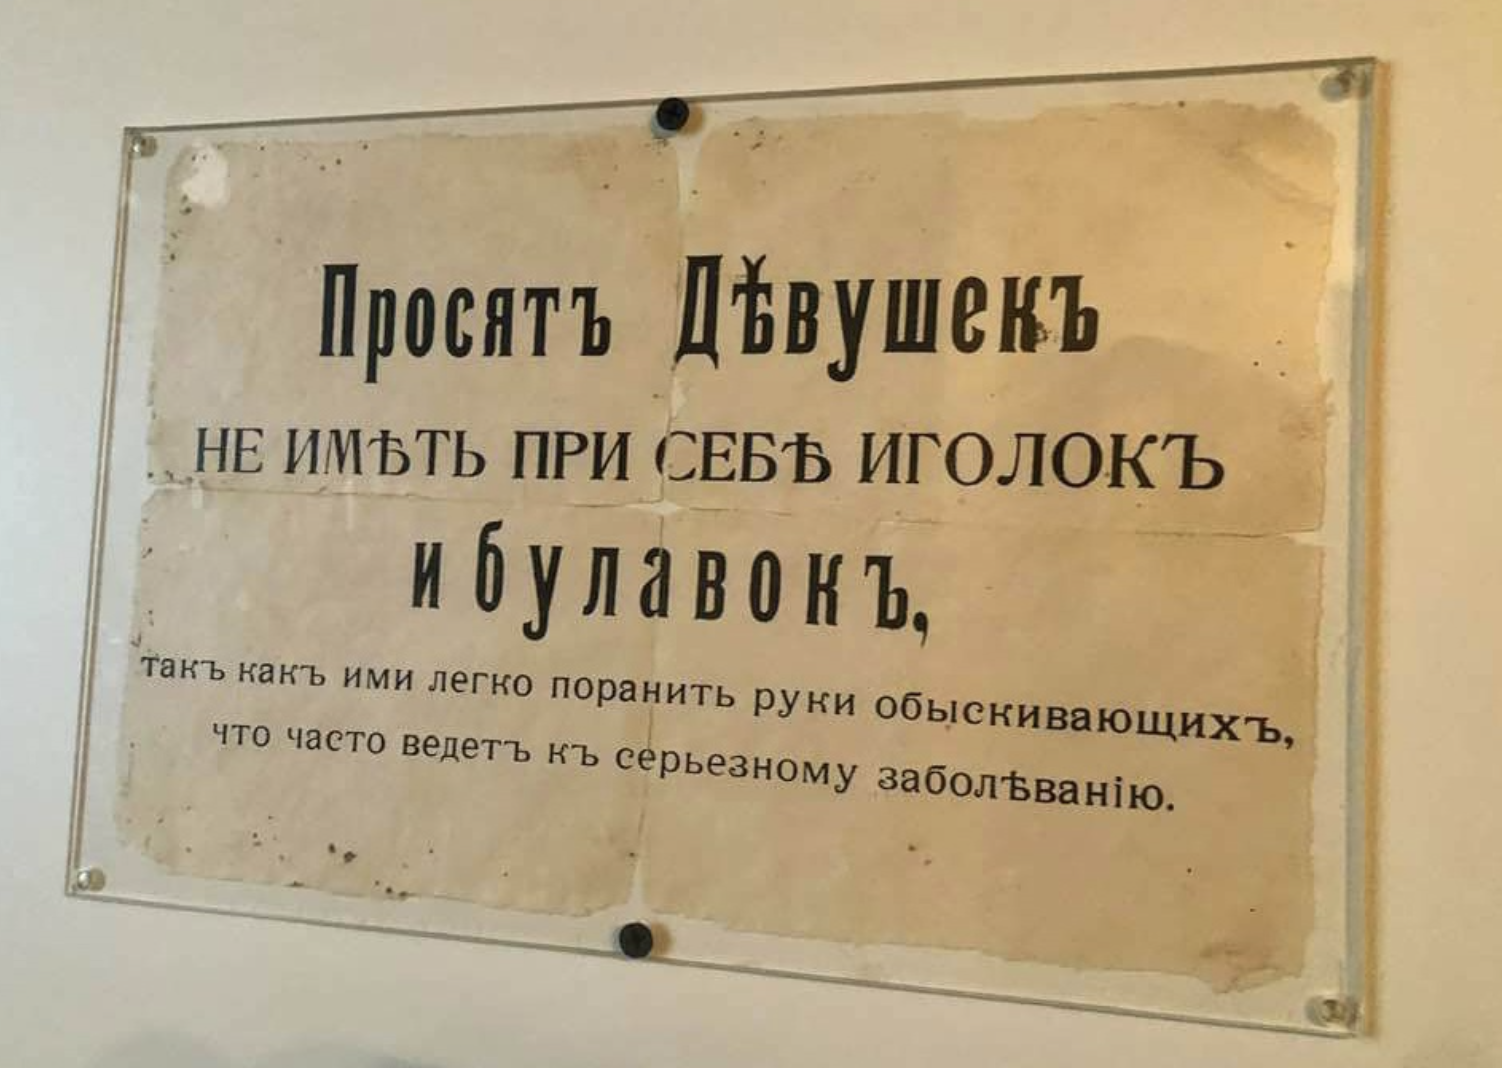 Просятъ Дѣвушекъ
НЕ ИМѢТЬ ПРИ СЕБѢ ИГОЛОКЪ
и булавокъ,
такъ какъ ими легко поранить руки обыскивающихъ,
что часто ведетъ къ серьезному заболѣванію.